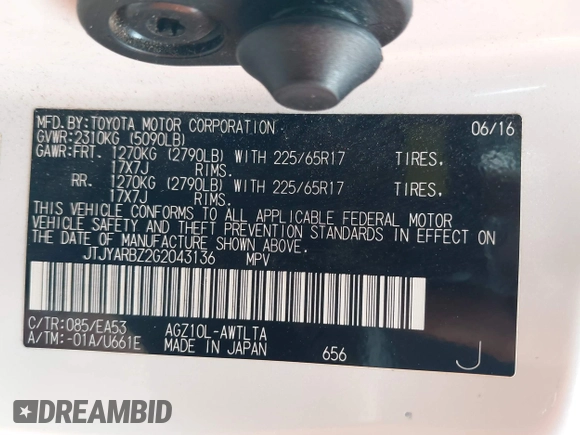 MFD.BY:TOYOTA MOTOR CORPORATION 06/16
GVWR:2310KG (5090LB)
GAWR:FRT. 1270KG (2790LB) WITH 225/65R17 TIRES,
17X7J RIMS.
RR. 1270KG (2790LB) WITH 225/65R17 TIRES,
17X7J RIMS.
THIS VEHICLE CONFORMS TO ALL APPLICABLE FEDERAL MOTOR
VEHICLE SAFETY AND THEFT PREVENTION STANDARDS IN EFFECT ON
THE DATE OF MANUFACTURE SHOWN ABOVE.
JTJYARBZ2G2043136 MPV
C/TR:085/EA53 AGZ10L-AWTLTA
A/TM:-01A/U661E MADE IN JAPAN 656 J
DREAMBID